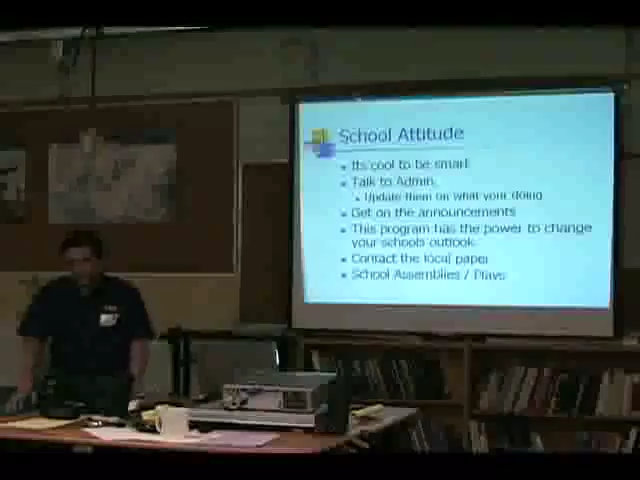 School Attitude
Its cool to be smart
Talk to Admin.
Update them on what your doing
Get on the announcements
This program has the power to change
your schools outlook.
Contact the local paper
School Assemblies / Plays